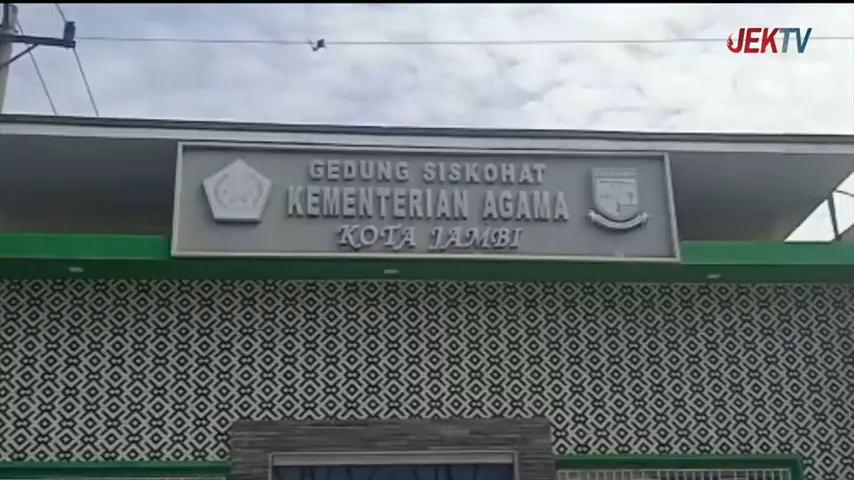 JEKTV
GEDUNG SISKOHAT
KEMENTERIAN AGAMA
KOTA JAMBI